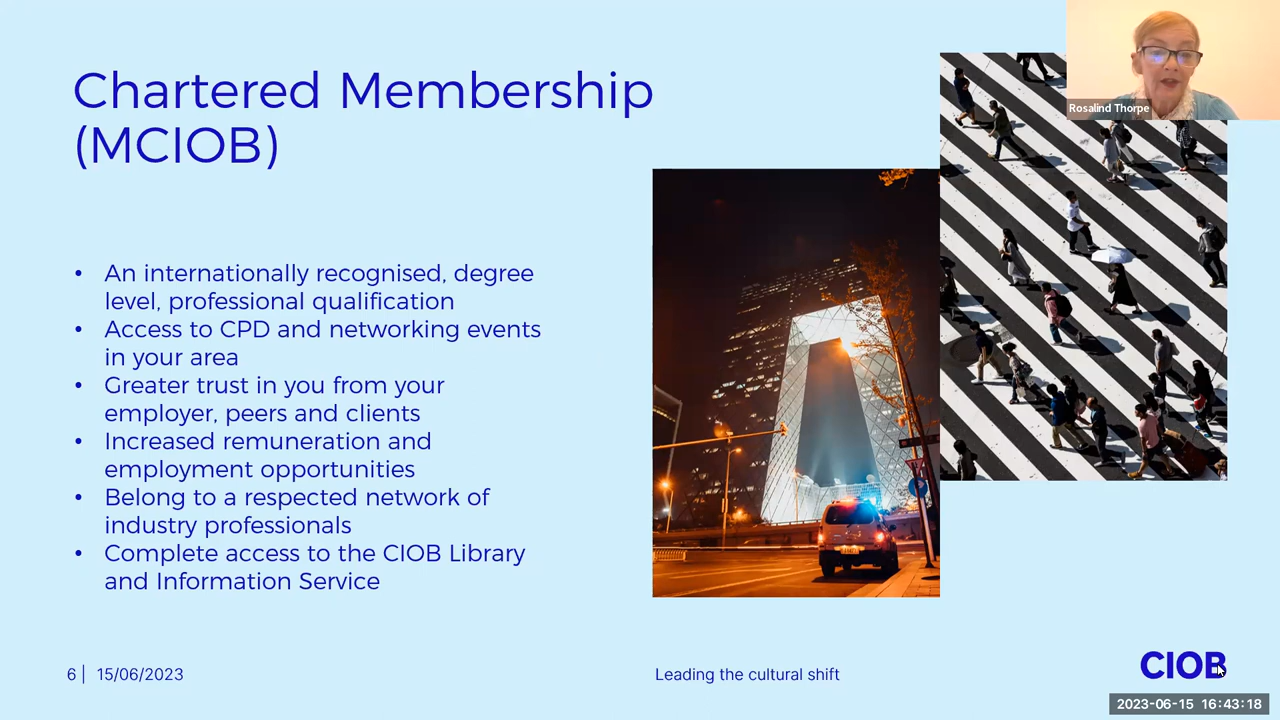 Chartered Membership
(MCIOB)
Rosalind Thorpe
• An internationally recognised, degree
level, professional qualification
• Access to CPD and networking events
in your area
• Greater trust in you from your
employer, peers and clients
• Increased remuneration and
employment opportunities
• Belong to a respected network of
industry professionals
• Complete access to the CIOB Library
and Information Service
6 | 15/06/2023
Leading the cultural shift
CIOB
2023-06-15 16:43:18